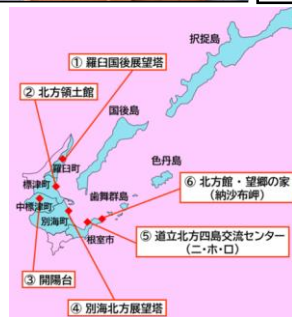 択捉島
① 羅臼国後展望塔
② 北方領土館
国後島
羅臼町
色丹島
標津町
歯舞群島
⑥ 北方館・望郷の家
（納沙布岬）
中標津町
別海町
根室市
⑤ 道立北方四島交流センター
（ニ・ホ・ロ）
③ 開陽台
④ 別海北方展望塔